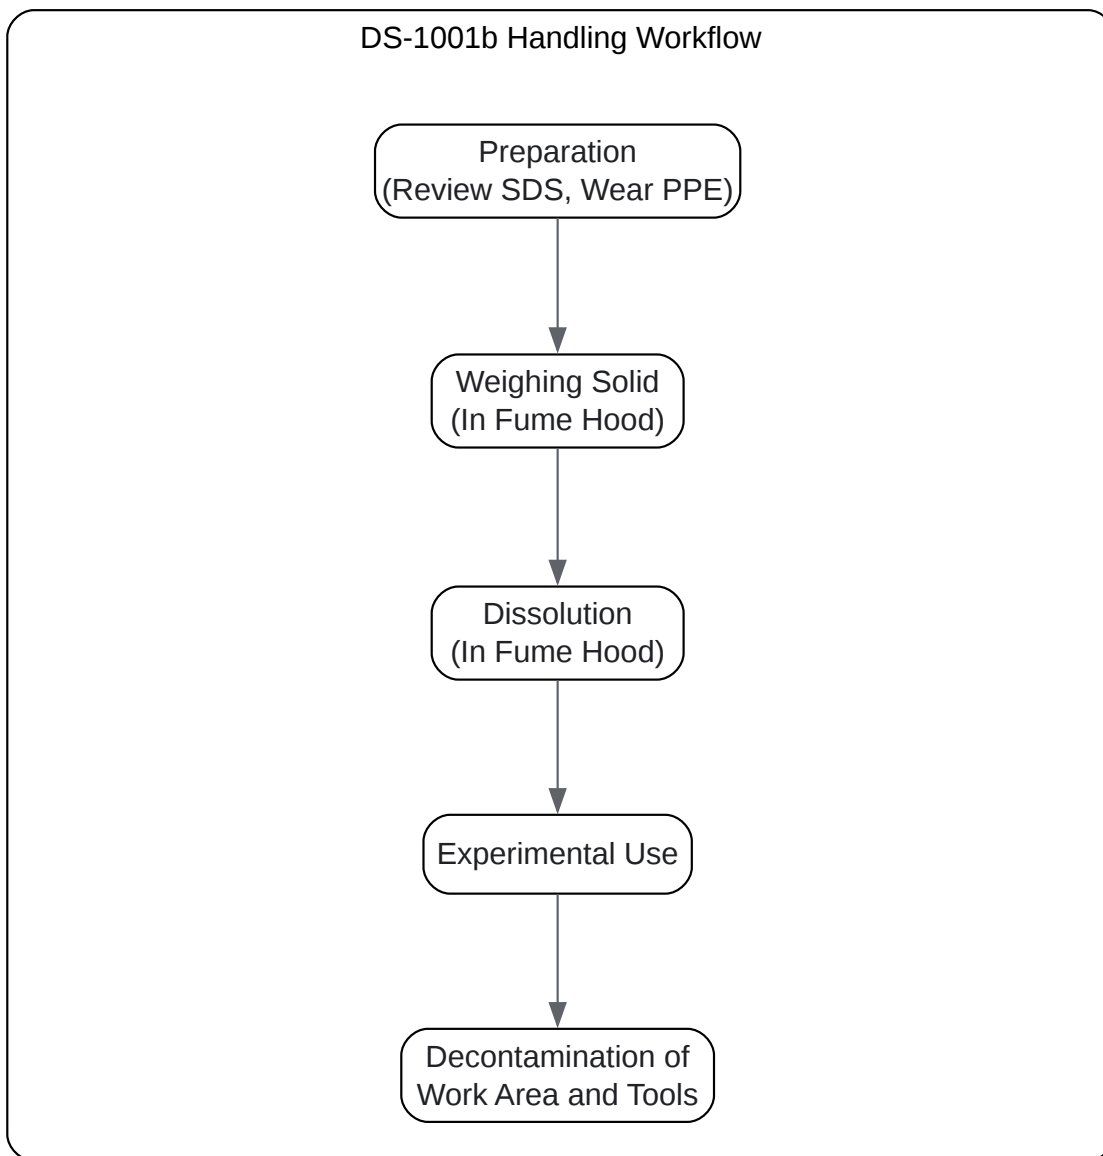 DS-1001b Handling Workflow
Preparation
(Review SDS, Wear PPE)
Weighing Solid
(In Fume Hood)
Dissolution
(In Fume Hood)
Experimental Use
Decontamination of
Work Area and Tools